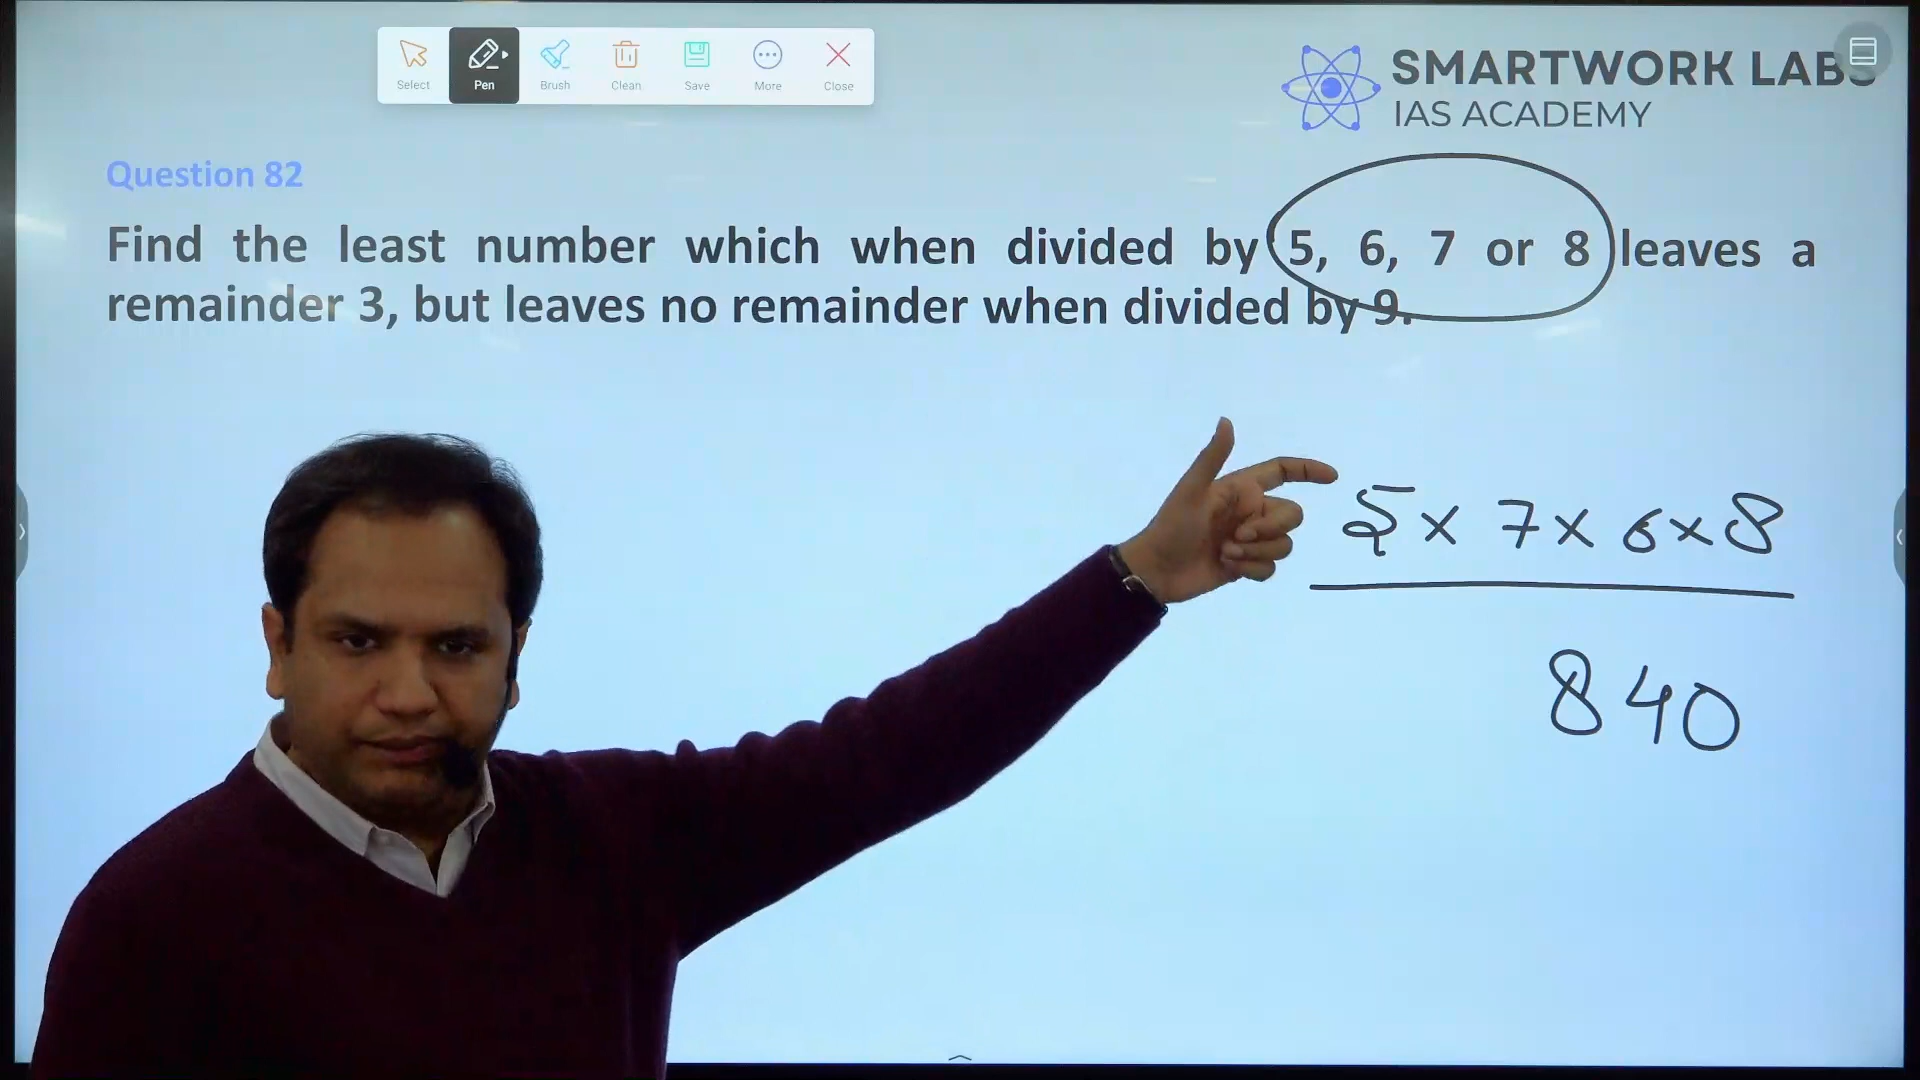 Select Pen Brush Clean Save More Close
SMARTWORK LABS
IAS ACADEMY
Question 82
Find the least number which when divided by 5, 6, 7 or 8 leaves a
remainder 3, but leaves no remainder when divided by 9.
5 × 7 × 6 × 8
840